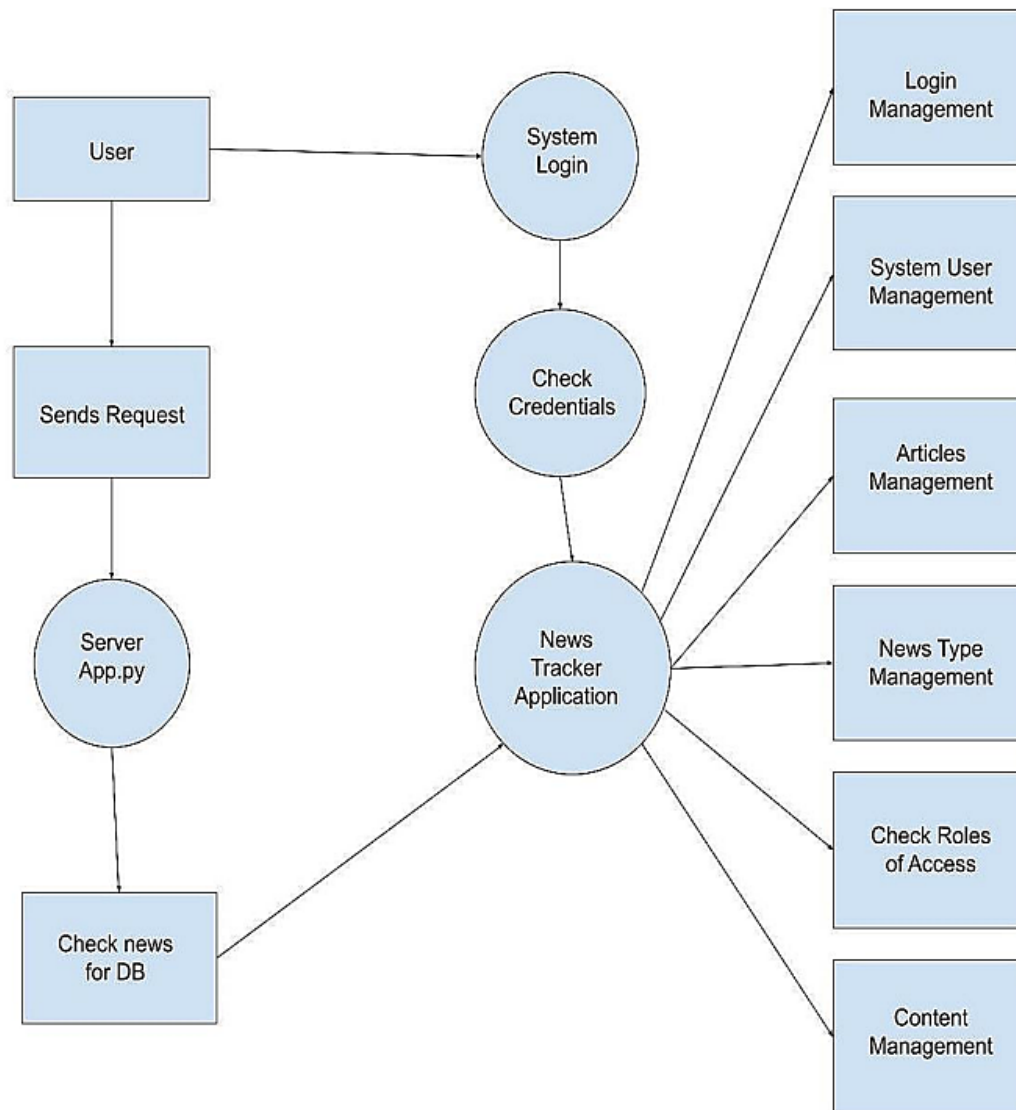 User
Sends Request
Server
App.py
Check news
for DB
System
Login
Check
Credentials
News
Tracker
Application
Login
Management
System User
Management
Articles
Management
News Type
Management
Check Roles
of Access
Content
Management